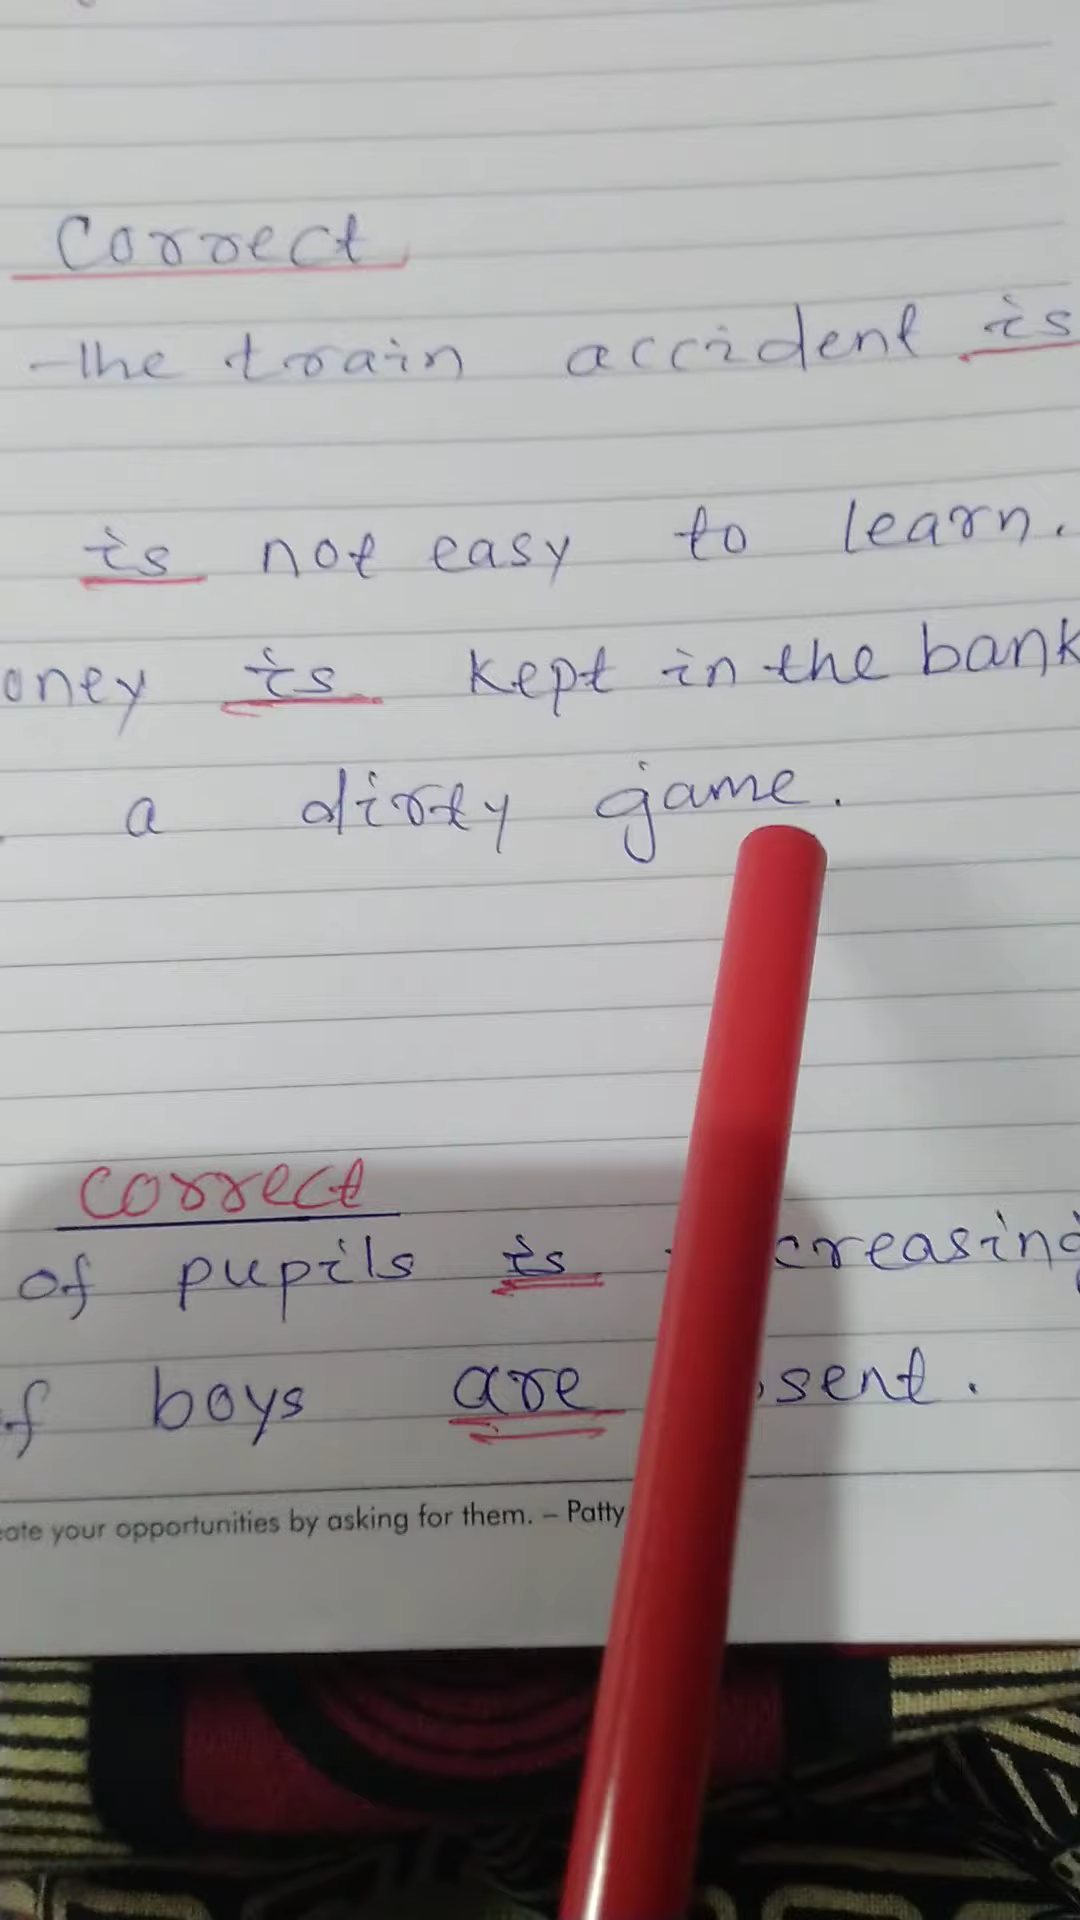 Correct
the train accident is
is not easy to learn.
oney is kept in the bank
a dirty game.
correct
of pupils is creasing
f boys are sent.
eate your opportunities by asking for them. – Patty